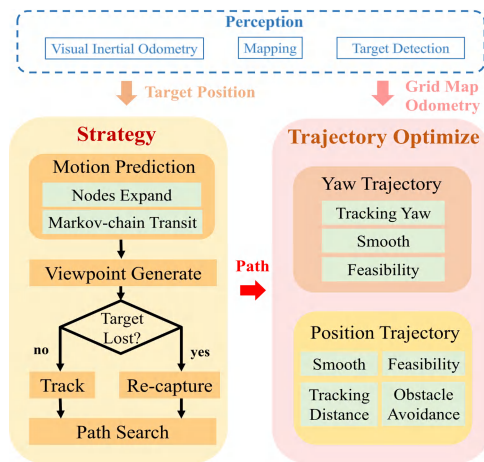 Perception
Visual Inertial Odometry
Mapping
Target Detection
Target Position
Grid Map
Odometry
Strategy
Motion Prediction
Nodes Expand
Markov-chain Transit
Viewpoint Generate
Target
Lost?
no
yes
Track
Re-capture
Path Search
Path
Trajectory Optimize
Yaw Trajectory
Tracking Yaw
Smooth
Feasibility
Position Trajectory
Smooth
Feasibility
Tracking
Distance
Obstacle
Avoidance